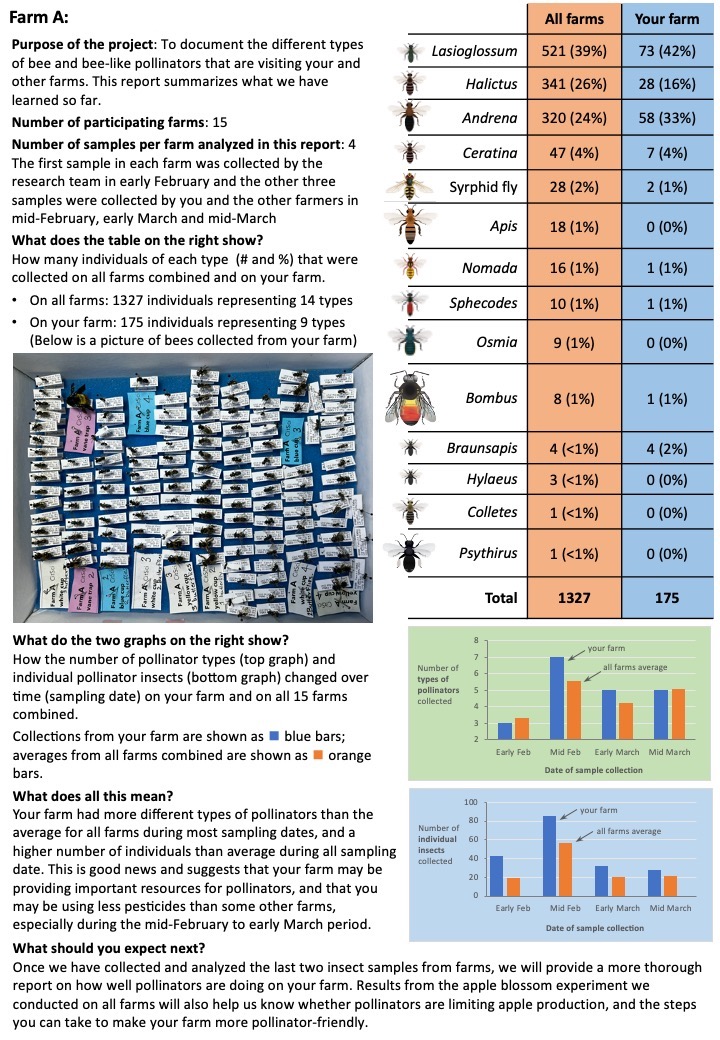 Farm A:
Purpose of the project: To document the different types
of bee and bee-like pollinators that are visiting your and
other farms. This report summarizes what we have
learned so far.
Number of participating farms: 15
Number of samples per farm analyzed in this report: 4
The first sample in each farm was collected by the
research team in early February and the other three
samples were collected by you and the other farmers in
mid-February, early March and mid-March
What does the table on the right show?
How many individuals of each type (# and %) that were
collected on all farms combined and on your farm.
• On all farms: 1327 individuals representing 14 types
• On your farm: 175 individuals representing 9 types
(Below is a picture of bees collected from your farm)
All farms Your farm
Lasioglossum 521 (39%) 73 (42%)
Halictus 341 (26%) 28 (16%)
Andrena 320 (24%) 58 (33%)
Ceratina 47 (4%) 7 (4%)
Syrphid fly 28 (2%) 2 (1%)
Apis 18 (1%) 0 (0%)
Nomada 16 (1%) 1 (1%)
Sphecodes 10 (1%) 1 (1%)
Osmia 9 (1%) 0 (0%)
Bombus 8 (1%) 1 (1%)
Braunsapis 4 (<1%) 4 (2%)
Hylaeus 3 (<1%) 0 (0%)
Colletes 1 (<1%) 0 (0%)
Psythirus 1 (<1%) 0 (0%)
Total 1327 175
What do the two graphs on the right show?
How the number of pollinator types (top graph) and
individual pollinator insects (bottom graph) changed over
time (sampling date) on your farm and on all 15 farms
combined.
Collections from your farm are shown as blue bars;
averages from all farms combined are shown as orange
bars.
What does all this mean?
Your farm had more different types of pollinators than the
average for all farms during most sampling dates, and a
higher number of individuals than average during all sampling
date. This is good news and suggests that your farm may be
providing important resources for pollinators, and that you
may be using less pesticides than some other farms,
especially during the mid-February to early March period.
Number of
types of
pollinators
collected
8
7
6
5
4
3
2
your farm
all farms average
Early Feb Mid Feb Early March Mid March
Date of sample collection
Number of
individual
insects
collected
100
80
60
40
20
0
your farm
all farms average
Early Feb Mid Feb Early March Mid March
Date of sample collection
What should you expect next?
Once we have collected and analyzed the last two insect samples from farms, we will provide a more thorough
report on how well pollinators are doing on your farm. Results from the apple blossom experiment we
conducted on all farms will also help us know whether pollinators are limiting apple production, and the steps
you can take to make your farm more pollinator-friendly.